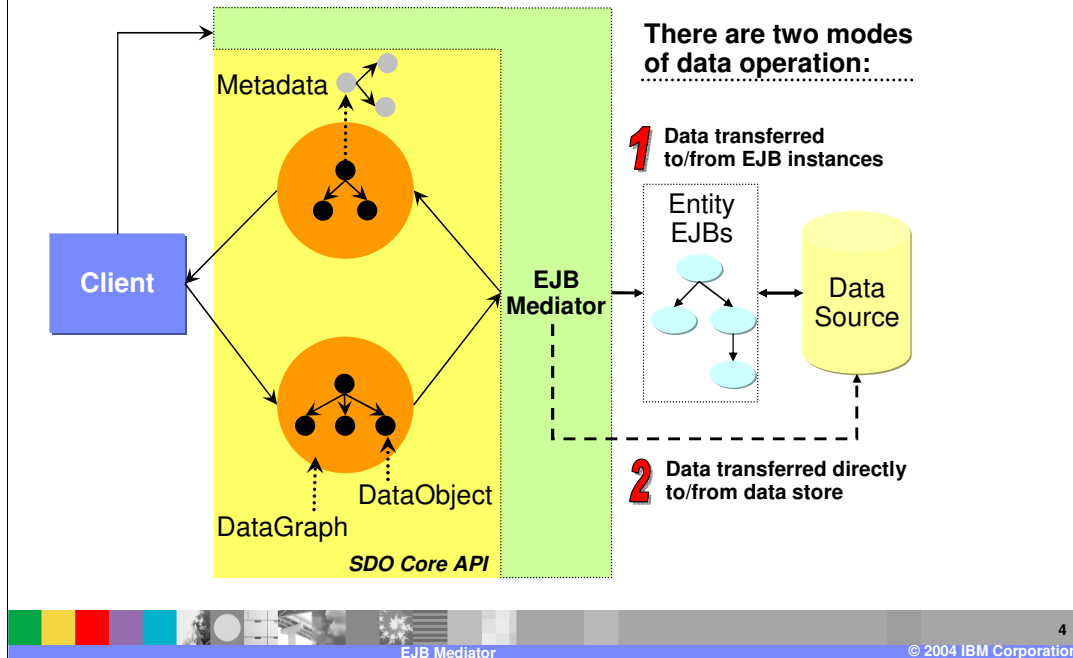 There are two modes
of data operation:
Metadata
1 Data transferred
to/from EJB instances
Entity
EJBs
Client
EJB
Mediator
Data
Source
DataObject
DataGraph
2 Data transferred directly
to/from data store
SDO Core API
4
EJB Mediator
© 2004 IBM Corporation